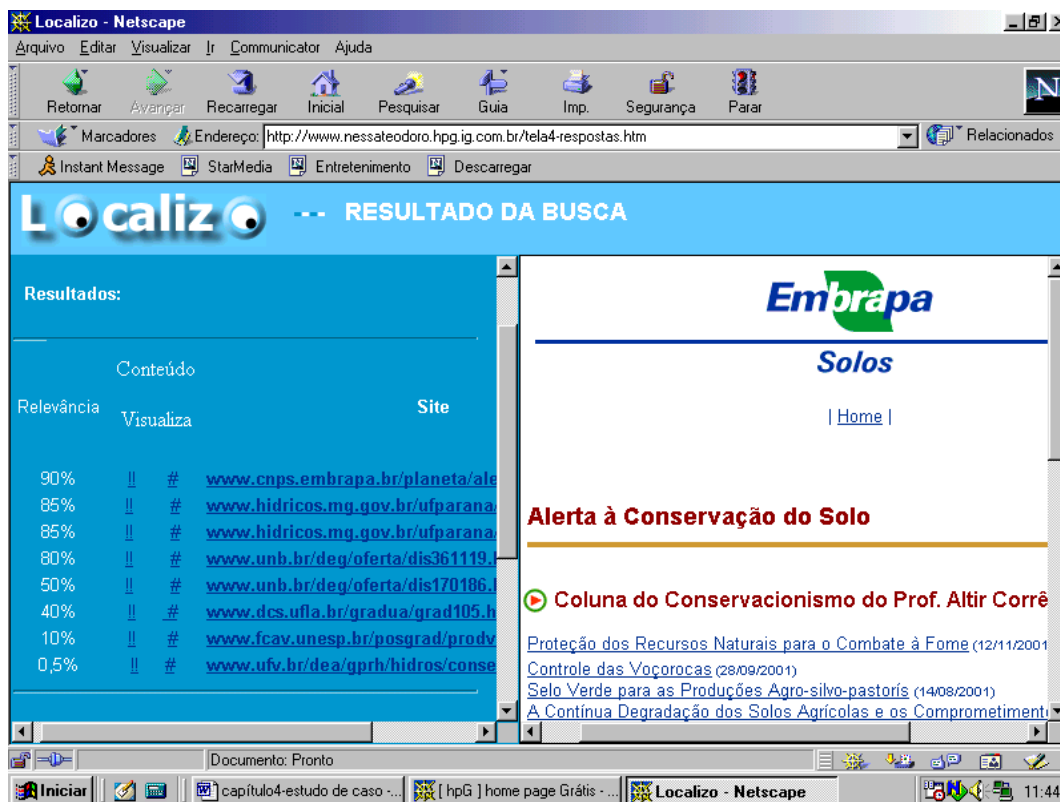 Localizo - Netscape
Arquivo Editar Visualizar Ir Communicator Ajuda
Retornar Avançar Recarregar Inicial Pesquisar Guia Imp. Segurança Parar
Marcadores Endereço: http://www.nessateodoro.hpg.ig.com.br/tela4-respostas.htm Relacionados
Instant Message StarMedia Entretenimento Descarregar
Localizo --- RESULTADO DA BUSCA
Resultados:
Conteúdo
Relevância Visualiza Site
90% !! # www.cnps.embrapa.br/planeta/ale
85% !! # www.hidricos.mg.gov.br/ufparana/
85% !! # www.hidricos.mg.gov.br/ufparana/
80% !! # www.unb.br/deg/oferta/dis361119.
50% !! # www.unb.br/deg/oferta/dis170186.
40% !! # www.dcs.ufla.br/gradua/grad105.h
10% !! # www.fcav.unesp.br/posgrad/prodv
0,5% !! # www.ufv.br/dea/gprh/hidros/conse
Embrapa
Solos
| Home |
Alerta à Conservação do Solo
Coluna do Conservacionismo do Prof. Altir Corrê
Proteção dos Recursos Naturais para o Combate à Fome (12/11/2001
Controle das Voçorocas (28/09/2001)
Selo Verde para as Produções Agro-silvo-pastorís (14/08/2001)
A Contínua Degradação dos Solos Agrícolas e os Comprometiment
Documento: Pronto
Iniciar capítulo4-estudo de caso -... [ hpG ] home page Grátis - ... Localizo - Netscape 11:44